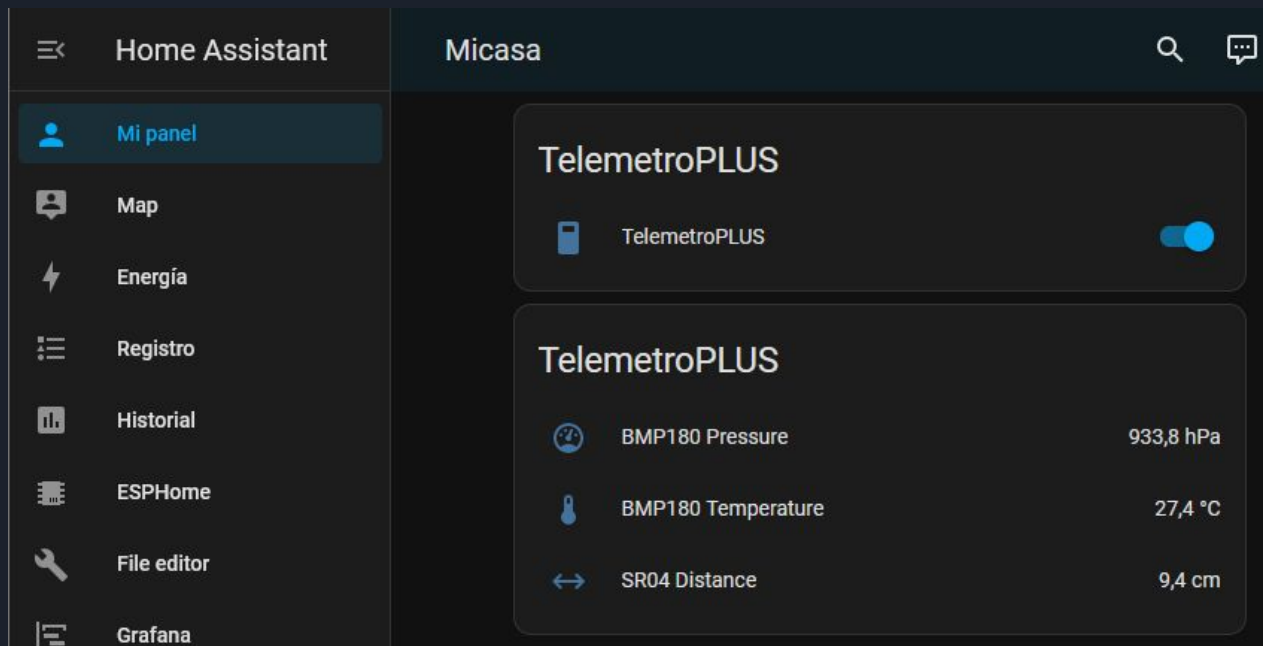 Home Assistant
Mi panel
Map
Energía
Registro
Historial
ESPHome
File editor
Grafana
Micasa
TelemetroPLUS
TelemetroPLUS
TelemetroPLUS
BMP180 Pressure 933,8 hPa
BMP180 Temperature 27,4 °C
SR04 Distance 9,4 cm